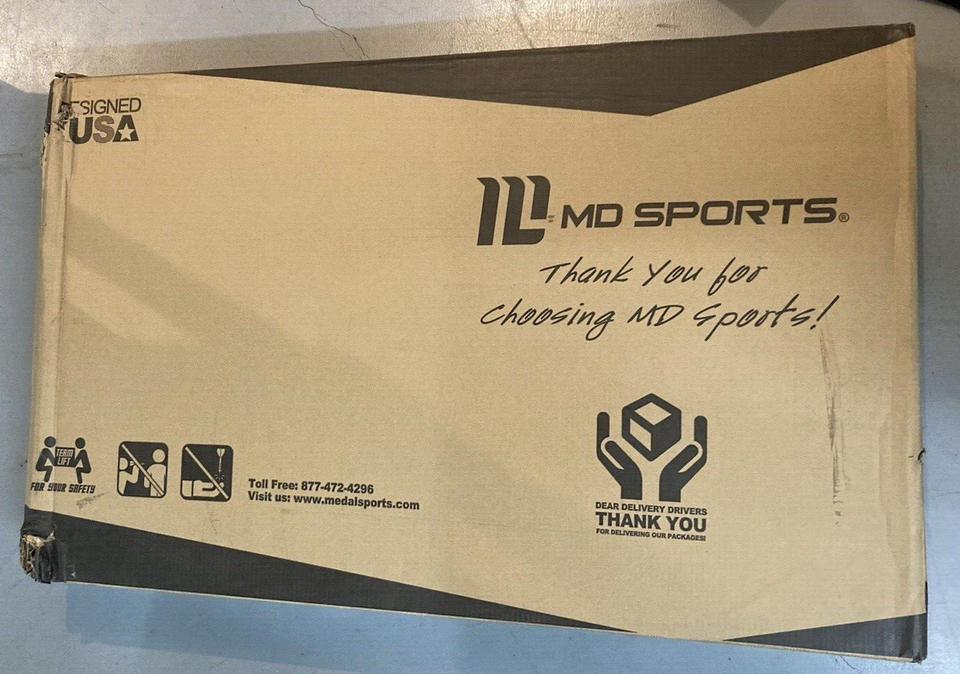 ESIGNED
USA
MD SPORTS®
Thank You for
Choosing MD Sports!
TEAM
LIFT
FOR YOUR SAFETY
Toll Free: 877-472-4296
Visit us: www.medalsports.com
DEAR DELIVERY DRIVERS
THANK YOU
FOR DELIVERING OUR PACKAGES!